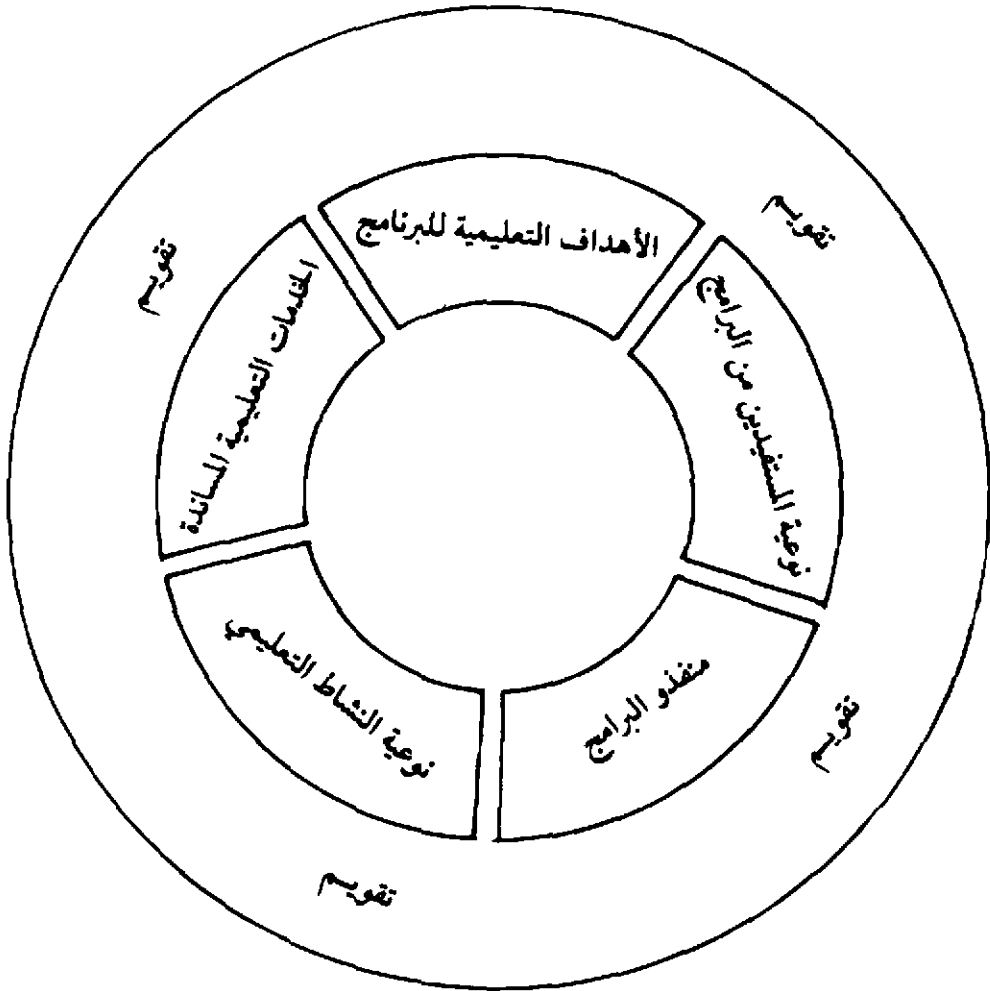 الأهداف التعليمية للبرنامج
نوعية المستفيدين من البرامج
منفذو البرامج
نوعية النشاط التعليمي
الخدمات التعليمية المساندة
تقويم
تقويم
تقويم
تقويم